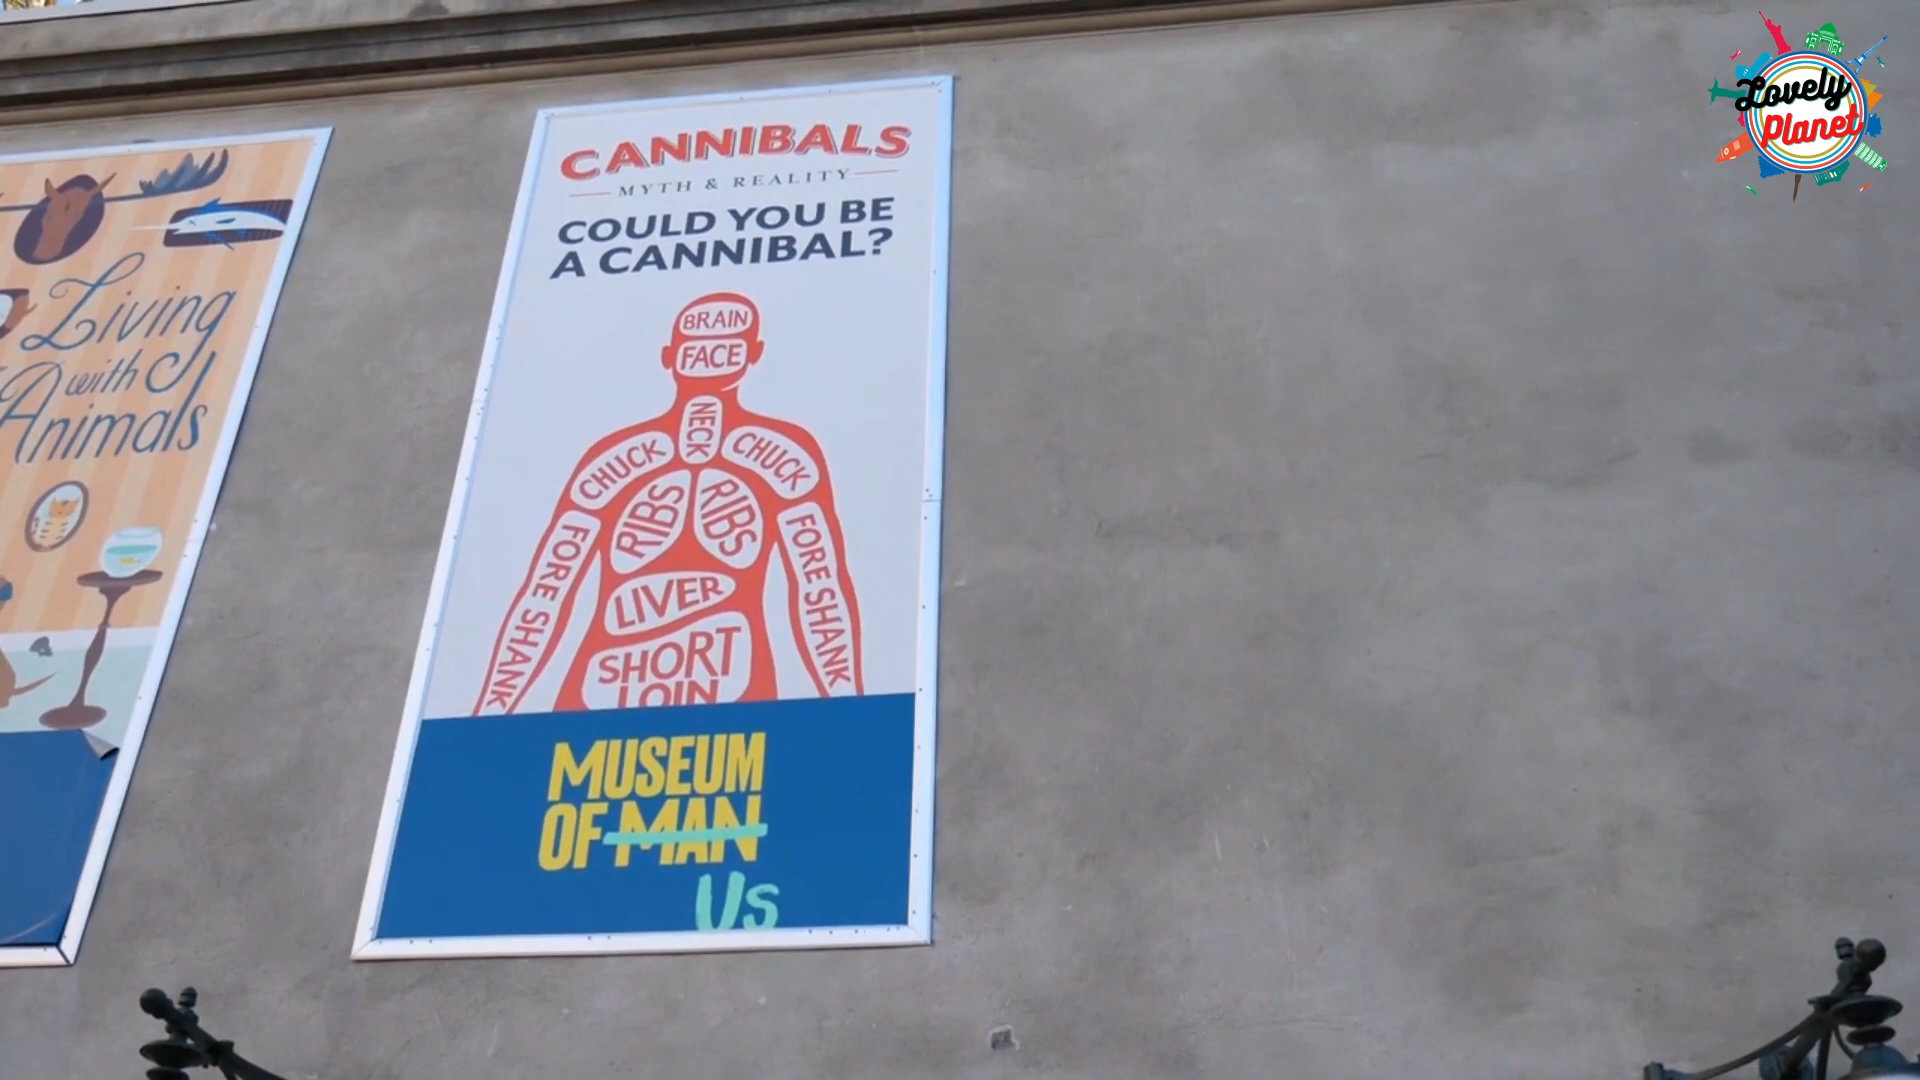 Lovely
Planet
Living
with
Animals
CANNIBALS
MYTH & REALITY
COULD YOU BE
A CANNIBAL?
BRAIN
FACE
NECK
CHUCK
CHUCK
RIBS
RIBS
FORE SHANK
FORE SHANK
LIVER
SHORT
LOIN
MUSEUM
OF MAN
Us